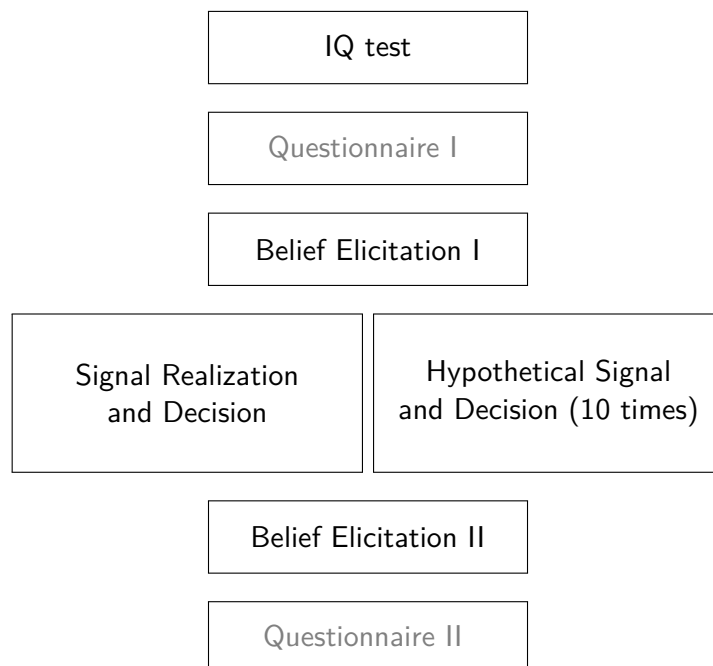 IQ test
Questionnaire I
Belief Elicitation I
Signal Realization
and Decision
Hypothetical Signal
and Decision (10 times)
Belief Elicitation II
Questionnaire II